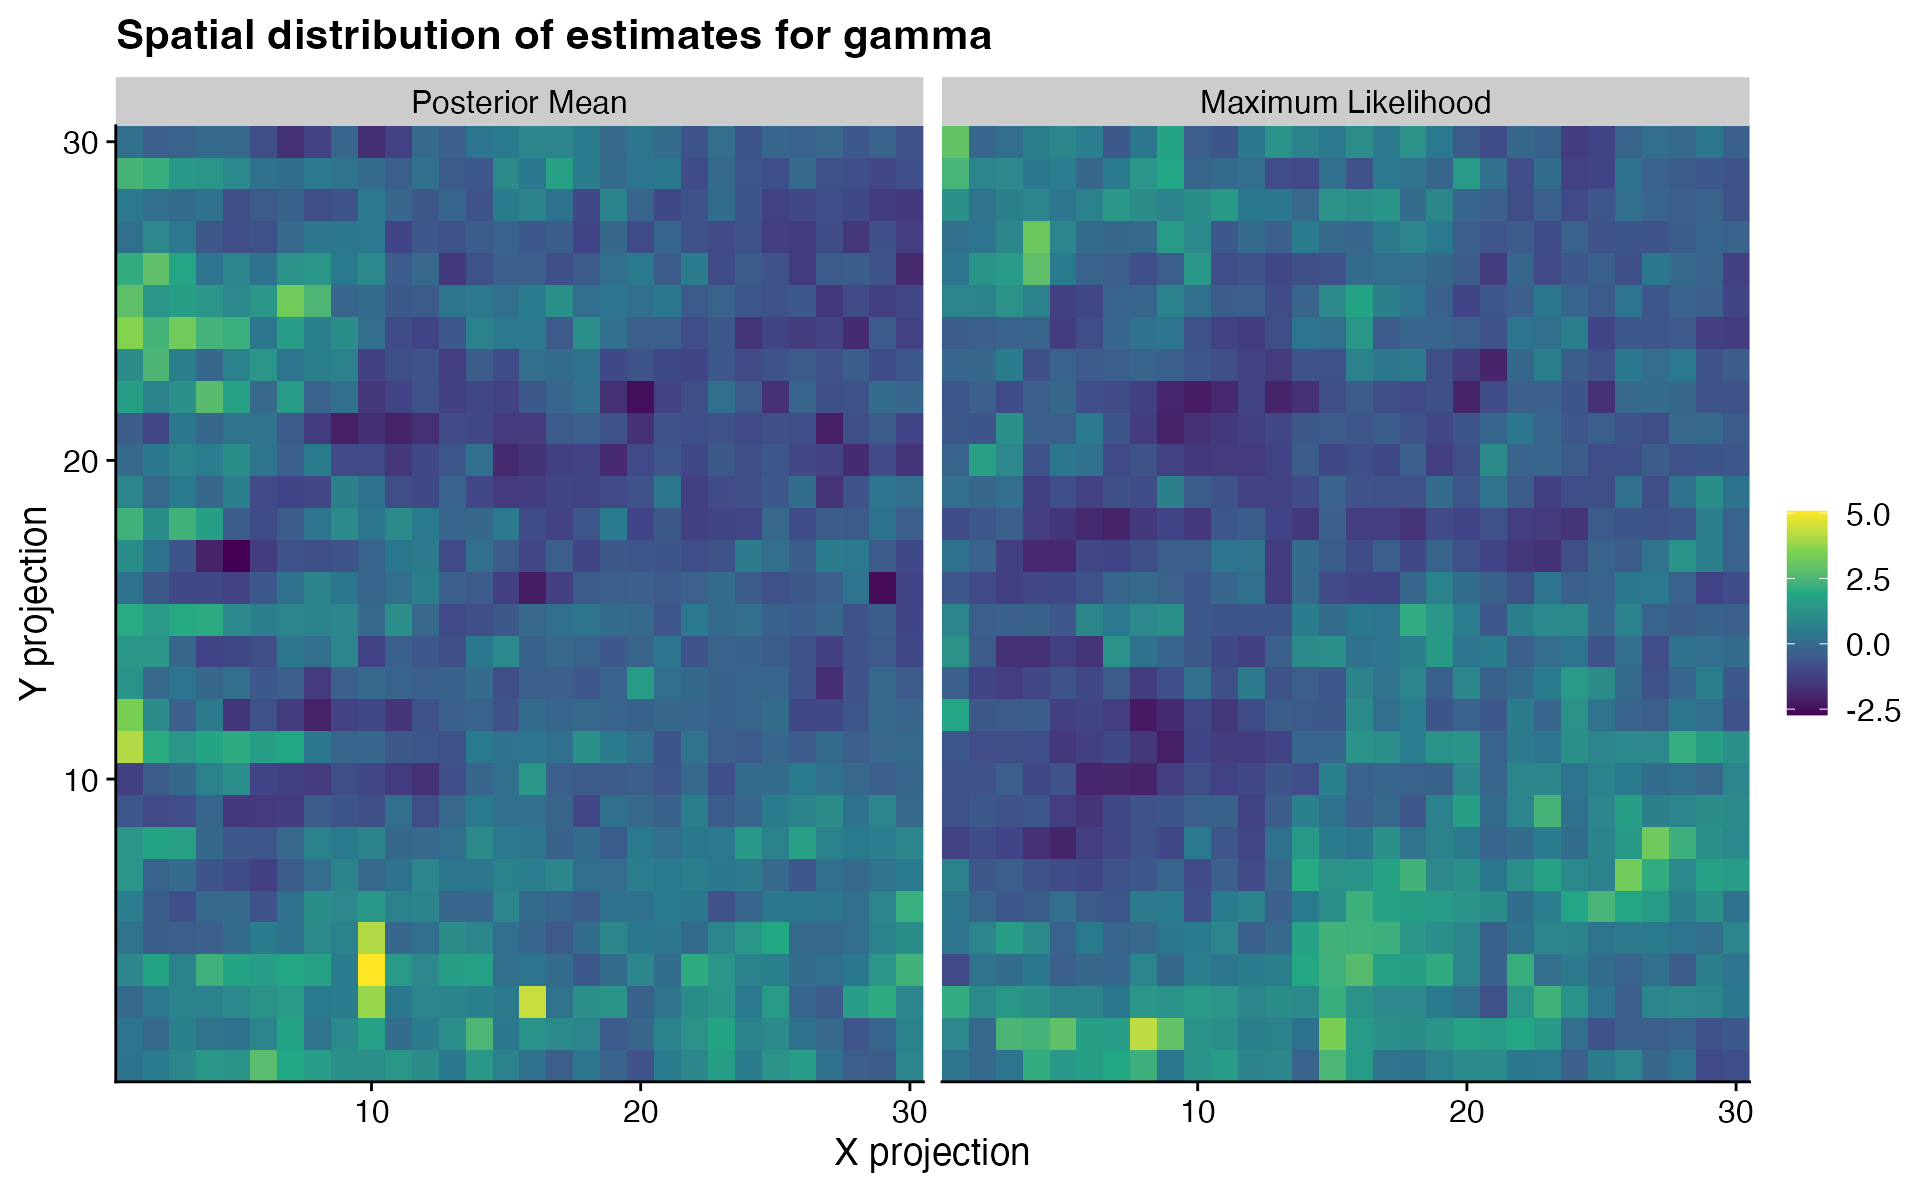 Spatial distribution of estimates for gamma
Posterior Mean
Maximum Likelihood
30
20
10
Y projection
10
20
30
10
20
30
X projection
5.0
2.5
0.0
-2.5